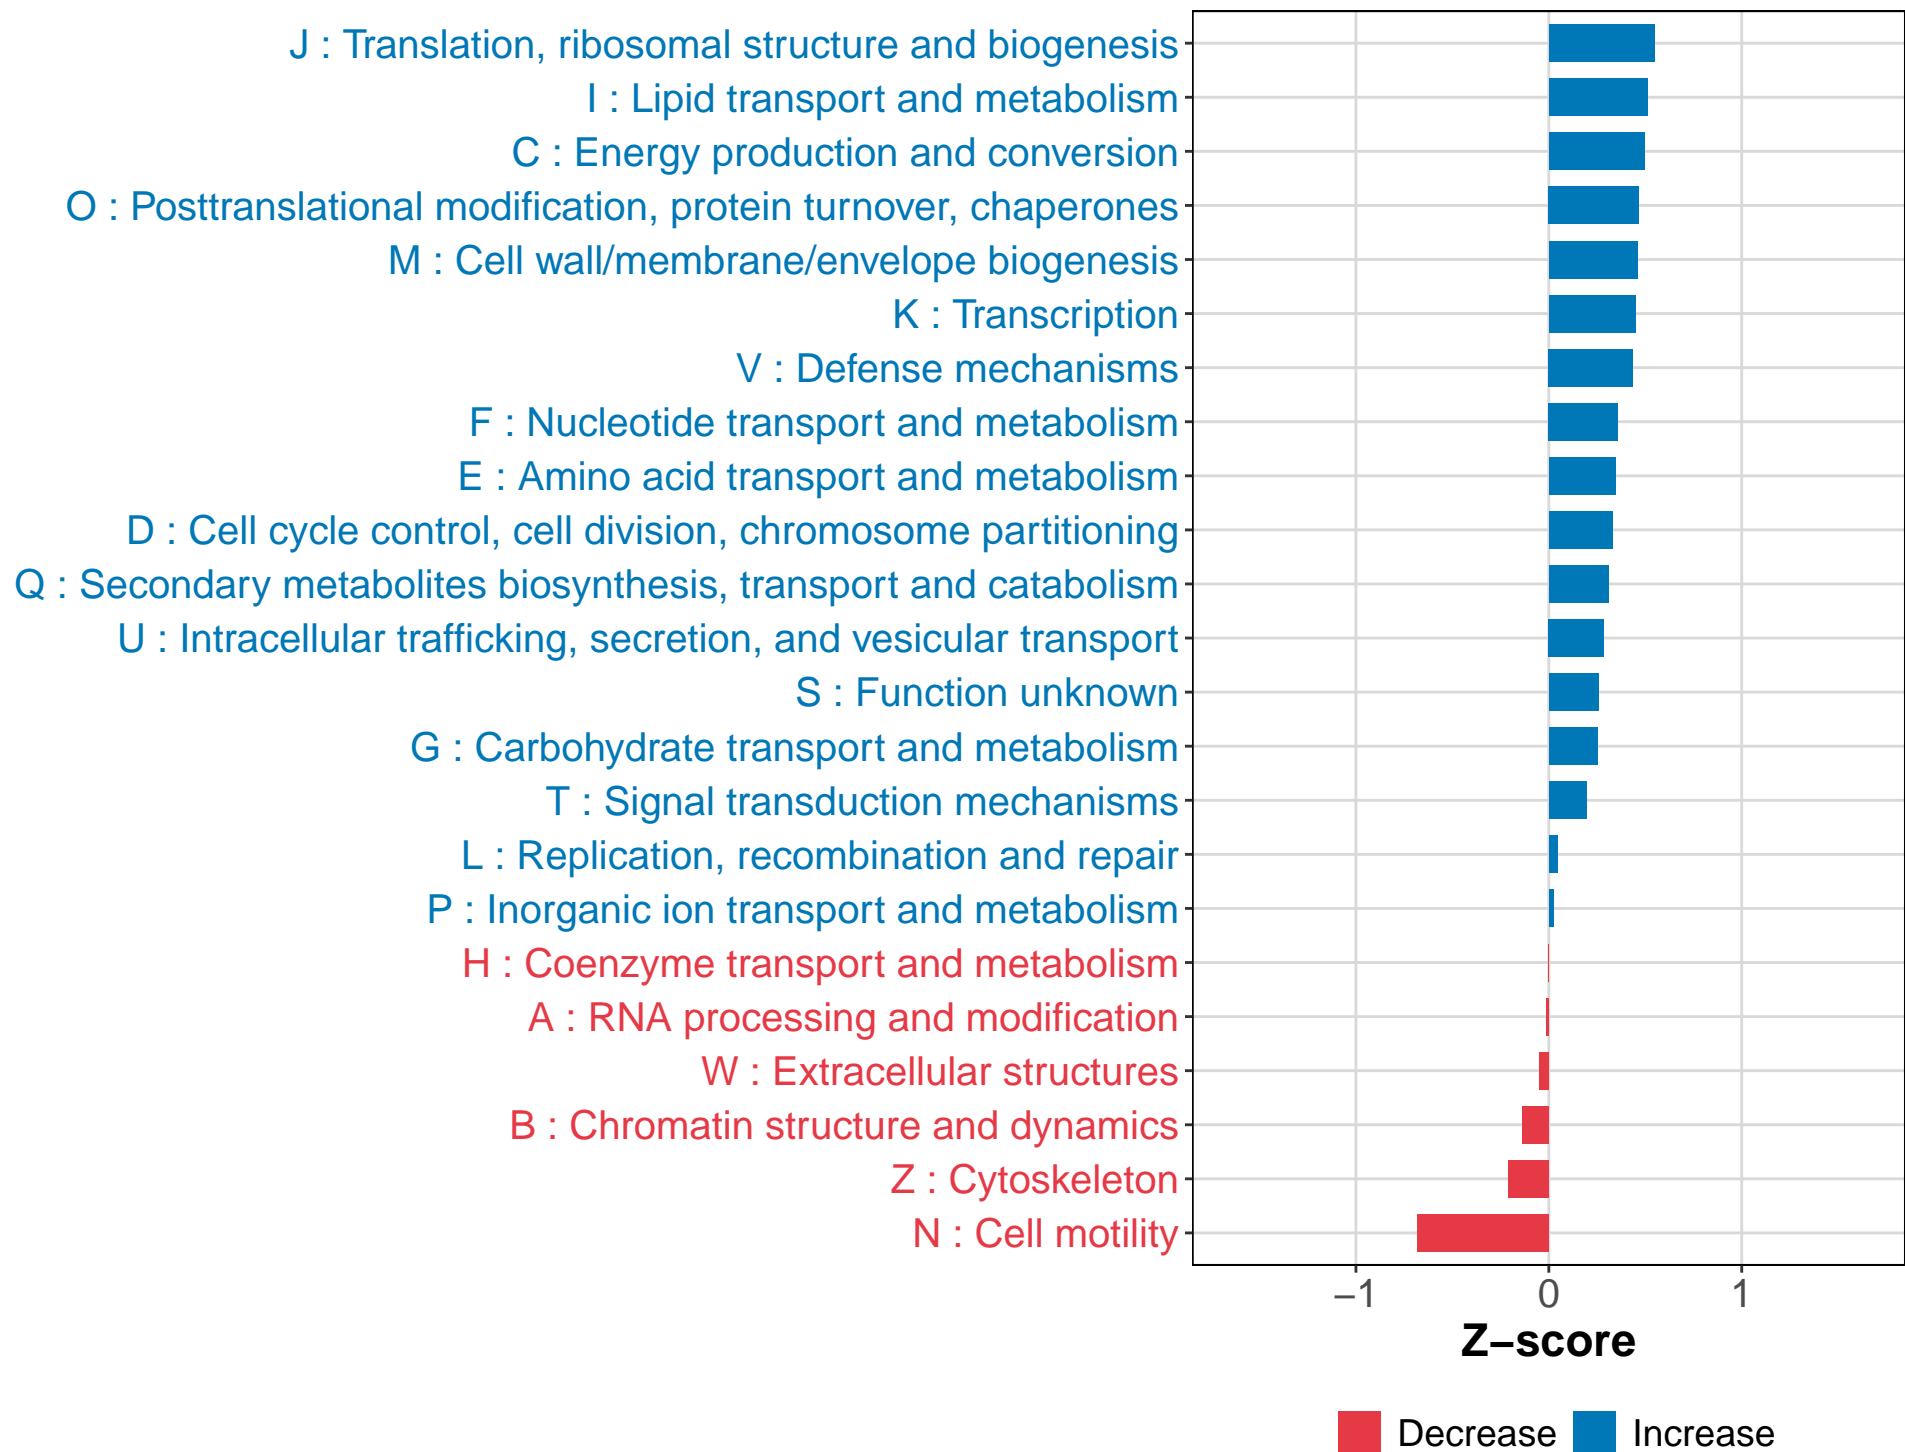 J : Translation, ribosomal structure and biogenesis
I : Lipid transport and metabolism
C : Energy production and conversion
O : Posttranslational modification, protein turnover, chaperones
M : Cell wall/membrane/envelope biogenesis
K : Transcription
V : Defense mechanisms
F : Nucleotide transport and metabolism
E : Amino acid transport and metabolism
D : Cell cycle control, cell division, chromosome partitioning
Q : Secondary metabolites biosynthesis, transport and catabolism
U : Intracellular trafficking, secretion, and vesicular transport
S : Function unknown
G : Carbohydrate transport and metabolism
T : Signal transduction mechanisms
L : Replication, recombination and repair
P : Inorganic ion transport and metabolism
H : Coenzyme transport and metabolism
A : RNA processing and modification
W : Extracellular structures
B : Chromatin structure and dynamics
Z : Cytoskeleton
N : Cell motility
−1 0 1
Z−score
Decrease Increase